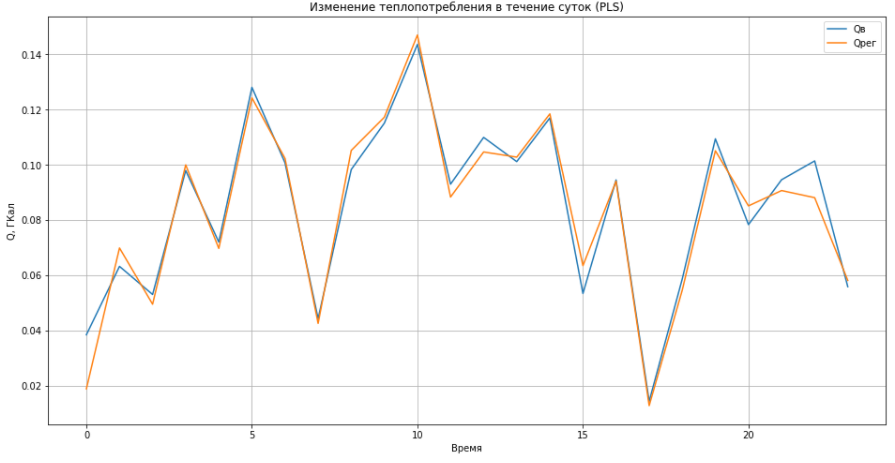 Изменение теплопотребления в течение суток (PLS)
Qв
Qрег
0.14
0.12
0.10
0.08
0.06
0.04
0.02
Q, ГКал
0 5 10 15 20
Время